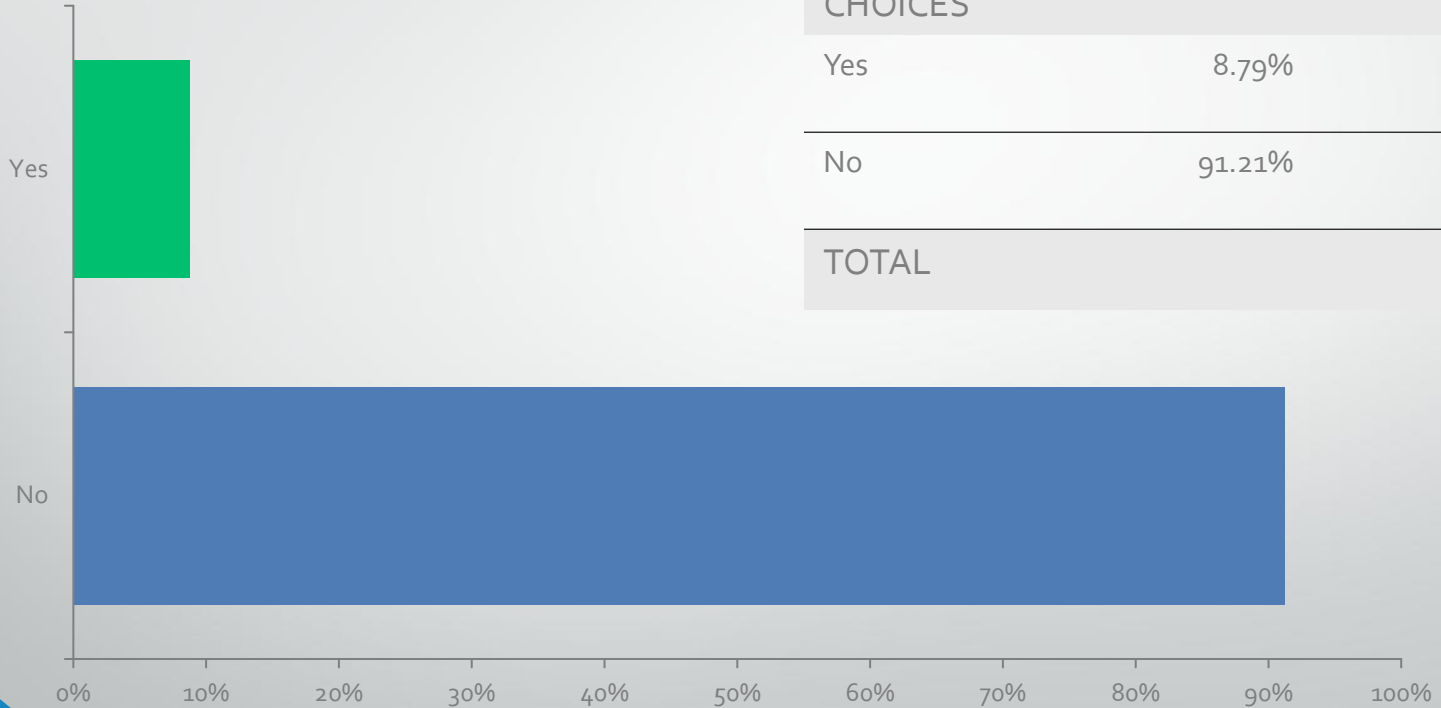 CHOICES
Yes 8.79%
No 91.21%
TOTAL
Yes
No
0% 10% 20% 30% 40% 50% 60% 70% 80% 90% 100%